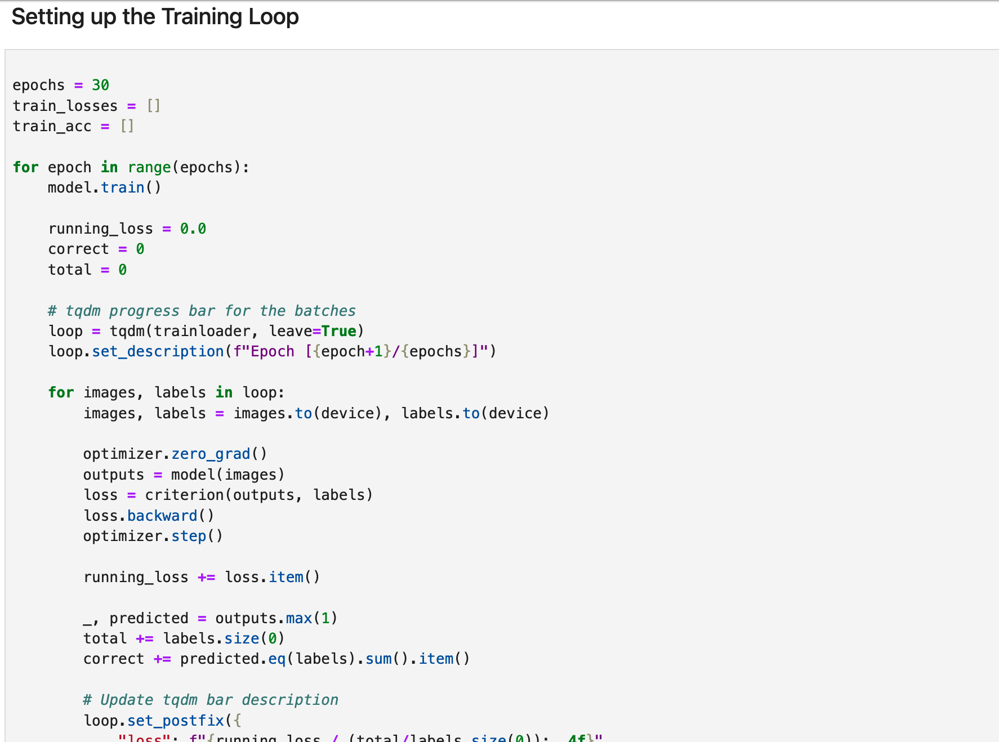 Setting up the Training Loop
epochs = 30
train_losses = []
train_acc = []
for epoch in range(epochs):
    model.train()
    running_loss = 0.0
    correct = 0
    total = 0
    # tqdm progress bar for the batches
    loop = tqdm(trainloader, leave=True)
    loop.set_description(f"Epoch [{epoch+1}/{epochs}]")
    for images, labels in loop:
        images, labels = images.to(device), labels.to(device)
        optimizer.zero_grad()
        outputs = model(images)
        loss = criterion(outputs, labels)
        loss.backward()
        optimizer.step()
        running_loss += loss.item()
        _, predicted = outputs.max(1)
        total += labels.size(0)
        correct += predicted.eq(labels).sum().item()
        # Update tqdm bar description
        loop.set_postfix({
            "loss": f"{running_loss / (total/labels.size(0)):.4f}"